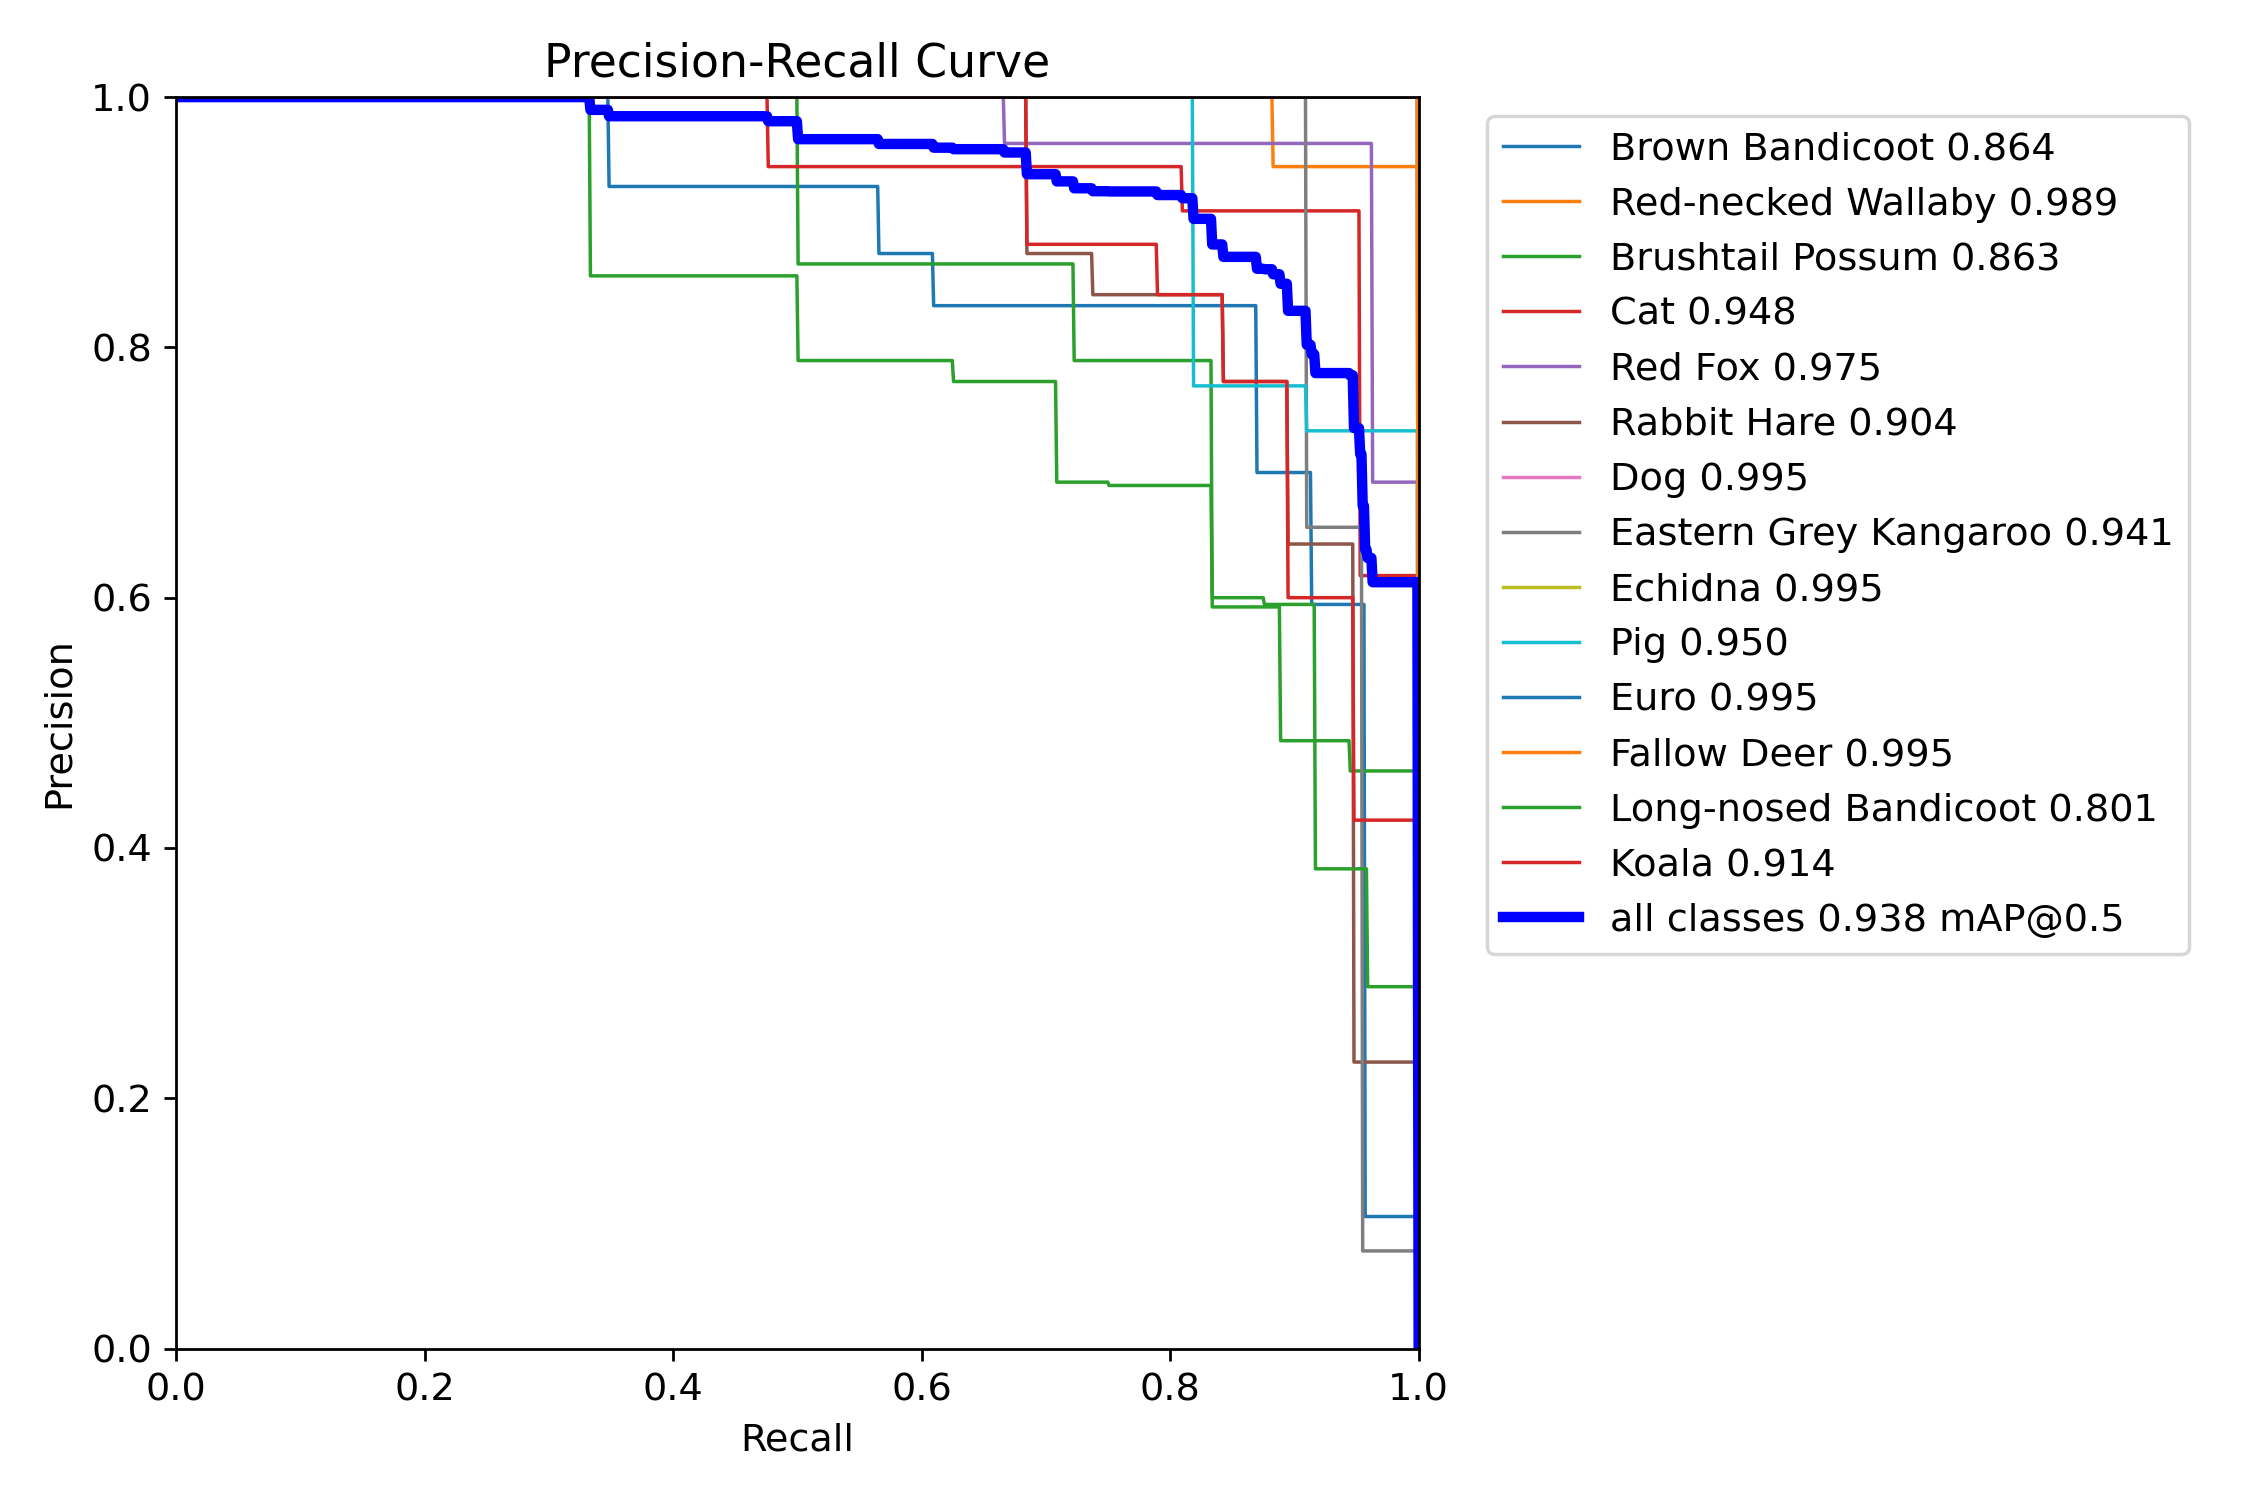 Precision-Recall Curve
1.0
0.8
0.6
0.4
0.2
0.0
Precision
0.0 0.2 0.4 0.6 0.8 1.0
Recall
Brown Bandicoot 0.864
Red-necked Wallaby 0.989
Brushtail Possum 0.863
Cat 0.948
Red Fox 0.975
Rabbit Hare 0.904
Dog 0.995
Eastern Grey Kangaroo 0.941
Echidna 0.995
Pig 0.950
Euro 0.995
Fallow Deer 0.995
Long-nosed Bandicoot 0.801
Koala 0.914
all classes 0.938 mAP@0.5